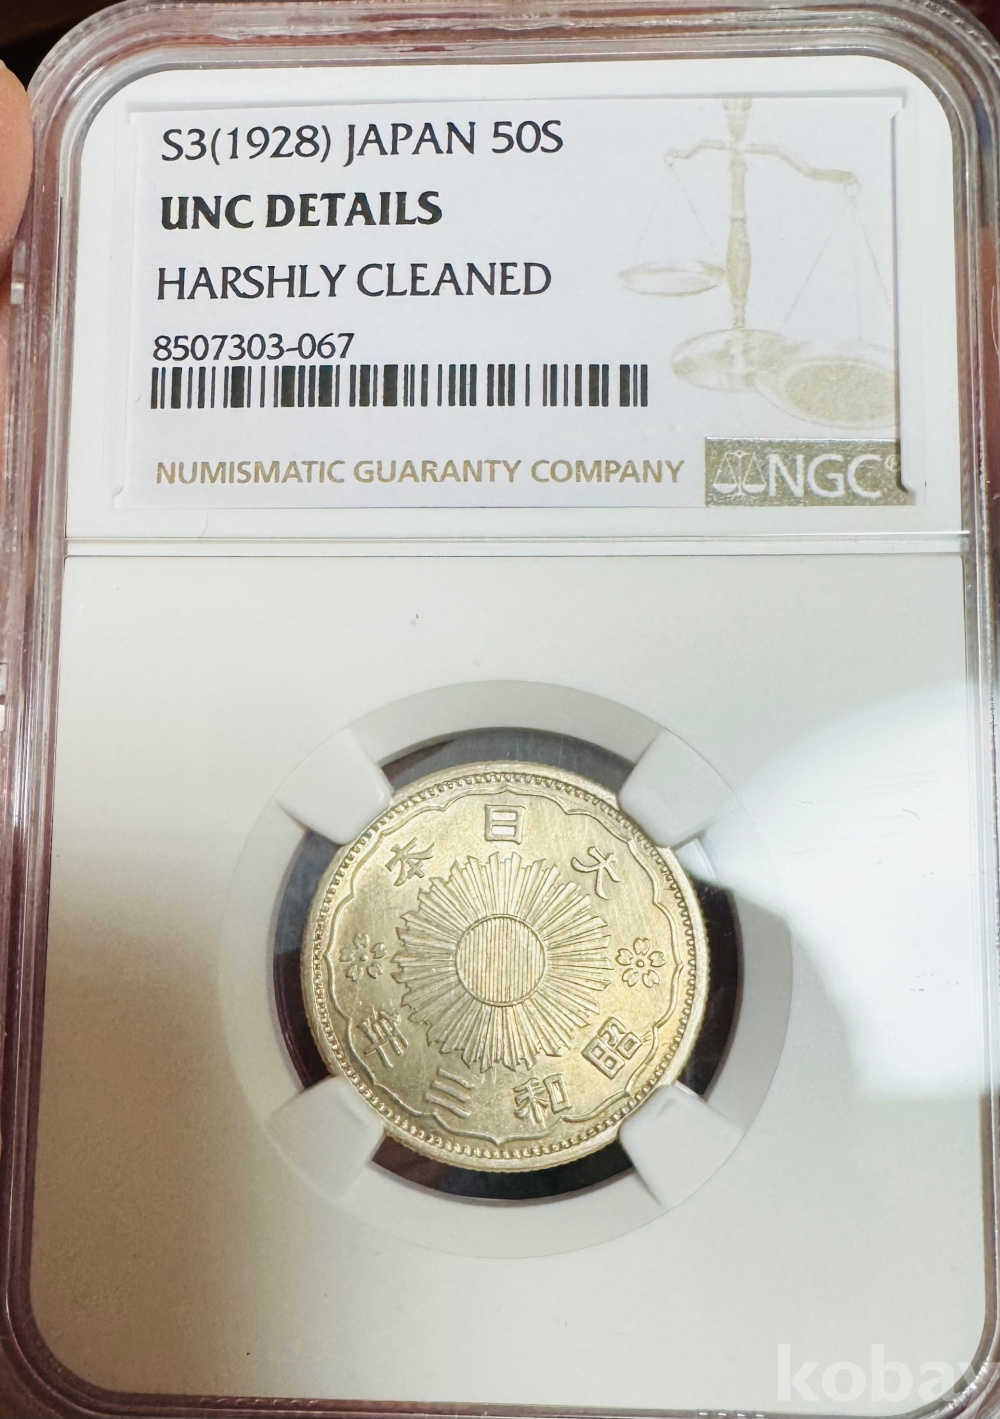 S3(1928) JAPAN 50S
UNC DETAILS
HARSHLY CLEANED
8507303-067
NUMISMATIC GUARANTY COMPANY
NGC®
大日本
昭和三年
kobay